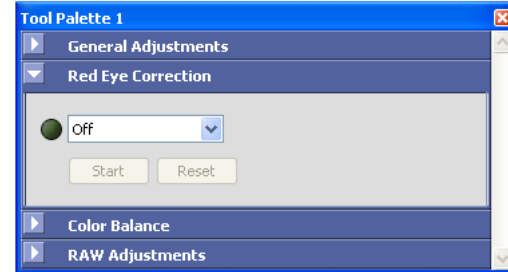 Tool Palette 1
General Adjustments
Red Eye Correction
Off
Start Reset
Color Balance
RAW Adjustments